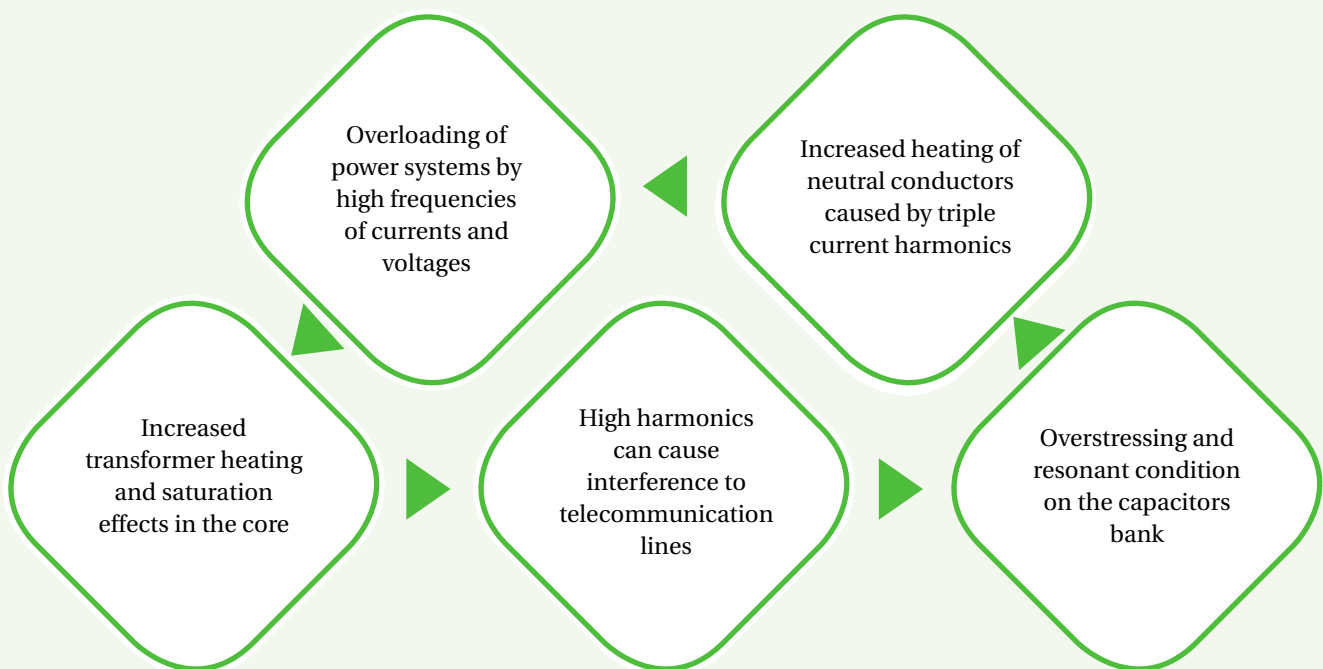 Overloading of
power systems by
high frequencies
of currents and
voltages
Increased heating of
neutral conductors
caused by triple
current harmonics
Increased
transformer heating
and saturation
effects in the core
High harmonics
can cause
interference to
telecommunication
lines
Overstressing and
resonant condition
on the capacitors
bank